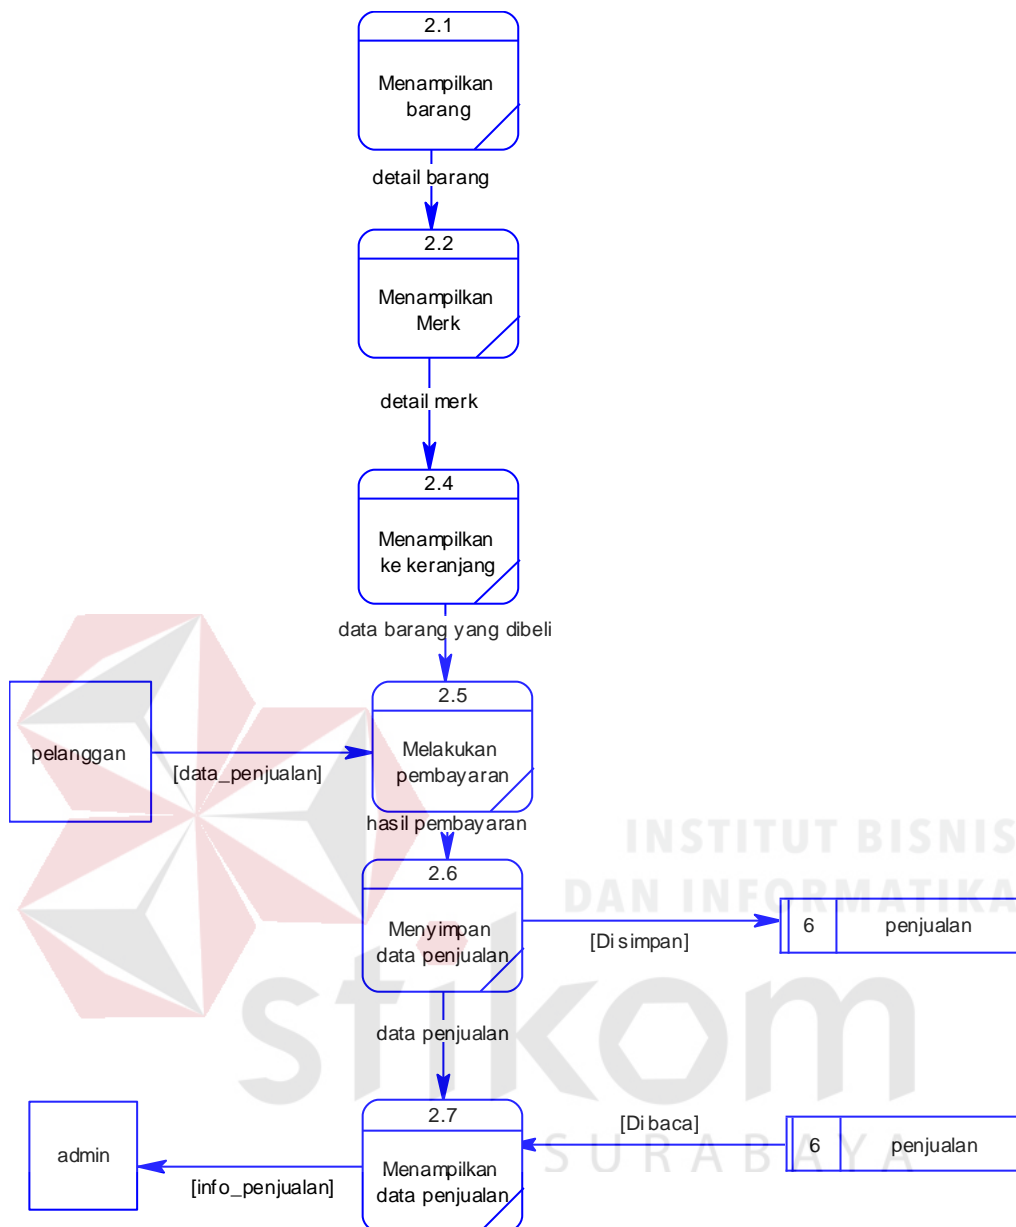 2.1
Menampilkan
barang
detail barang
2.2
Menampilkan
Merk
detail merk
2.4
Menampilkan
ke keranjang
data barang yang dibeli
2.5
pelanggan
Melakukan
pembayaran
[data_penjualan]
hasil pembayaran
INSTITUT BISNIS
2.6
DAN INFORMATIKA
6 penjualan
Menyimpan
data penjualan
[Disimpan]
stikom
data penjualan
2.7
[Dibaca]
admin
6 penjualan
SURABAYA
Menampilkan
data penjualan
[info_penjualan]